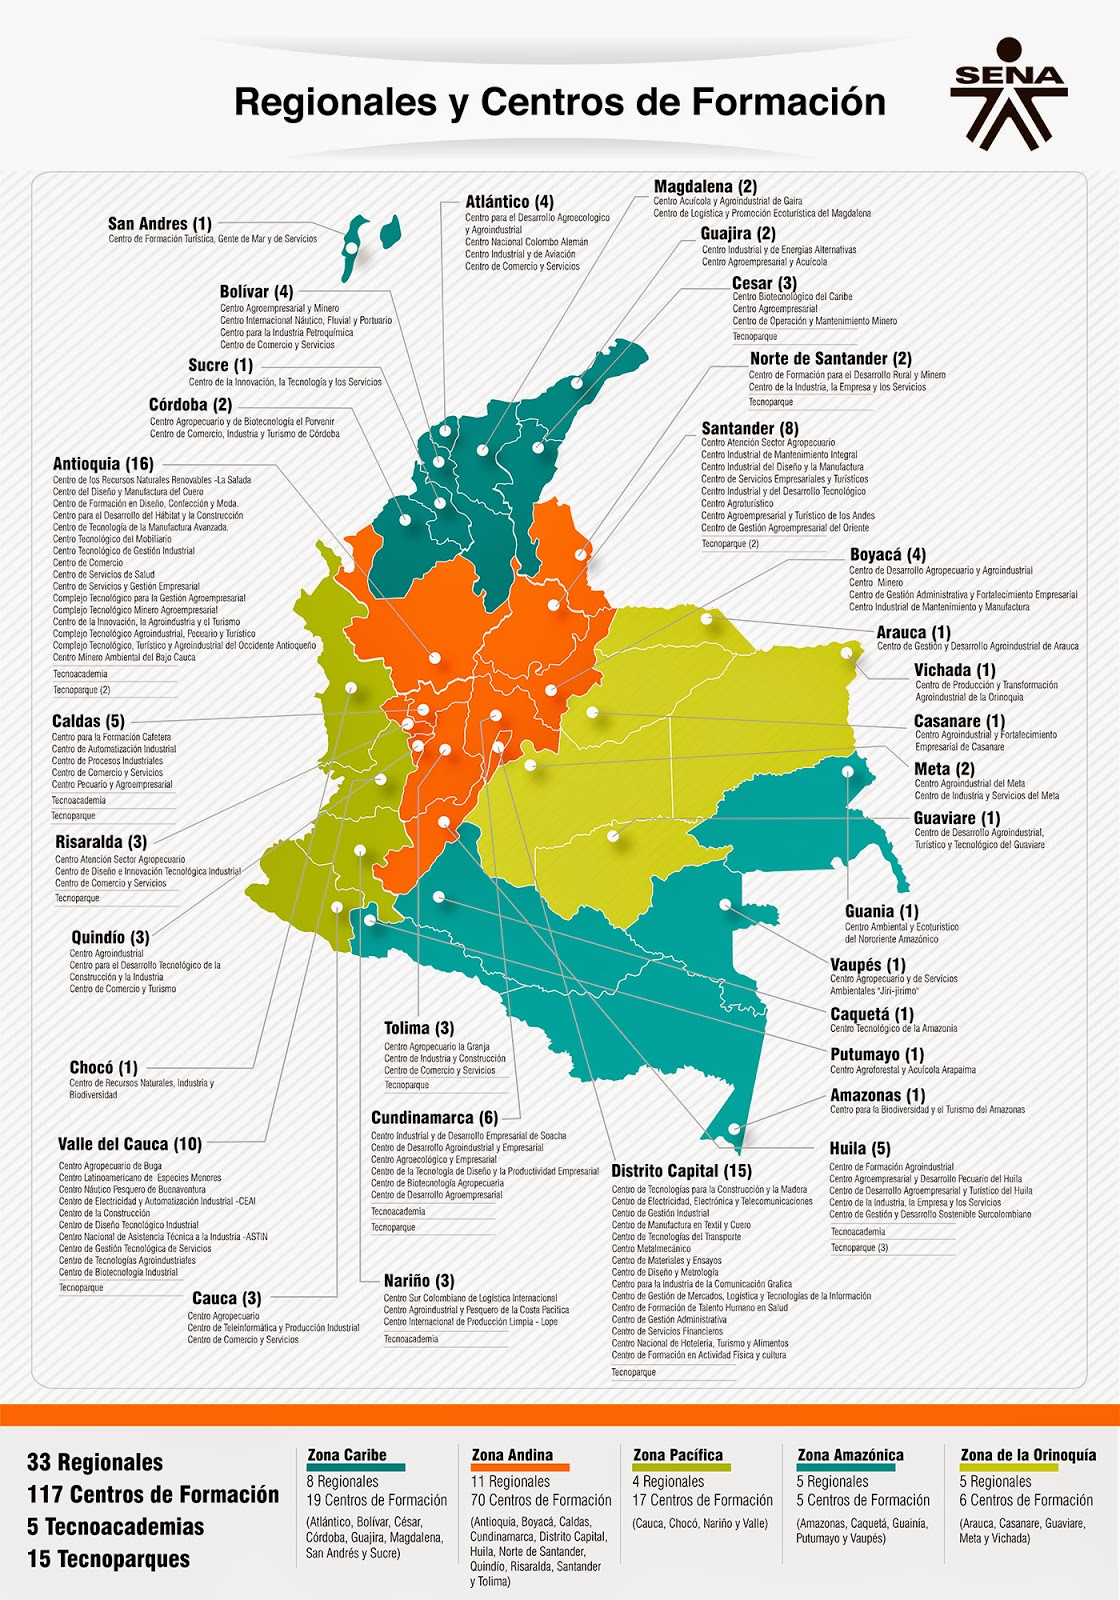 Regionales y Centros de Formación
SENA
San Andres (1)
Centro de Formación Turística, Gente de Mar y de Servicios
Atlántico (4)
Centro para el Desarrollo Agroecologico
y Agroindustrial
Centro Nacional Colombo Alemán
Centro Industrial y de Aviación
Centro de Comercio y Servicios
Magdalena (2)
Centro Acuícola y Agroindustrial de Gaira
Centro de Logística y Promoción Ecoturística del Magdalena
Guajira (2)
Centro Industrial y de Energías Alternativas
Centro Agroempresarial y Acuícola
Cesar (3)
Centro Biotecnológico del Caribe
Centro Agroempresarial
Centro de Operación y Mantenimiento Minero
Tecnoparque
Bolívar (4)
Centro Agroempresarial y Minero
Centro Internacional Náutico, Fluvial y Portuario
Centro para la Industria Petroquímica
Centro de Comercio y Servicios
Sucre (1)
Centro de la Innovación, la Tecnología y los Servicios
Córdoba (2)
Centro Agropecuario y de Biotecnología el Porvenir
Centro de Comercio, Industria y Turismo de Córdoba
Norte de Santander (2)
Centro de Formación para el Desarrollo Rural y Minero
Centro de la Industria, la Empresa y los Servicios
Tecnoparque
Santander (8)
Centro Atención Sector Agropecuario
Centro Industrial de Mantenimiento Integral
Centro Industrial del Diseño y la Manufactura
Centro de Servicios Empresariales y Turísticos
Centro Industrial y del Desarrollo Tecnológico
Centro Agroturístico
Centro Agroempresarial y Turístico de los Andes
Centro de Gestión Agroempresarial del Oriente
Tecnoparque (2)
Antioquia (16)
Centro de los Recursos Naturales Renovables -La Salada
Centro del Diseño y Manufactura del Cuero
Centro de Formación en Diseño, Confección y Moda.
Centro para el Desarrollo del Hábitat y la Construcción
Centro de Tecnología de la Manufactura Avanzada.
Centro Tecnológico del Mobiliario
Centro Tecnológico de Gestión Industrial
Centro de Comercio
Centro de Servicios de Salud
Centro de Servicios y Gestión Empresarial
Complejo Tecnológico para la Gestión Agroempresarial
Complejo Tecnológico Minero Agroempresarial
Centro de la Innovación, la Agroindustria y el Turismo
Complejo Tecnológico Agroindustrial, Pecuario y Turístico
Complejo Tecnológico, Turístico y Agroindustrial del Occidente Antioqueño
Centro Minero Ambiental del Bajo Cauca
Tecnoacademia
Tecnoparque (2)
Boyacá (4)
Centro de Desarrollo Agropecuario y Agroindustrial
Centro Minero
Centro de Gestión Administrativa y Fortalecimiento Empresarial
Centro Industrial de Mantenimiento y Manufactura
Arauca (1)
Centro de Gestión y Desarrollo Agroindustrial de Arauca
Vichada (1)
Centro de Producción y Transformación
Agroindustrial de la Orinoquia
Casanare (1)
Centro Agroindustrial y Fortalecimiento
Empresarial de Casanare
Meta (2)
Centro Agroindustrial del Meta
Centro de Industria y Servicios del Meta
Guaviare (1)
Centro de Desarrollo Agroindustrial,
Turístico y Tecnológico del Guaviare
Caldas (5)
Centro para la Formación Cafetera
Centro de Automatización Industrial
Centro de Procesos Industriales
Centro de Comercio y Servicios
Centro Pecuario y Agroempresarial
Tecnoacademia
Tecnoparque
Risaralda (3)
Centro Atención Sector Agropecuario
Centro de Diseño e Innovación Tecnológica Industrial
Centro de Comercio y Servicios
Tecnoparque
Quindío (3)
Centro Agroindustrial
Centro para el Desarrollo Tecnológico de la
Construcción y la Industria
Centro de Comercio y Turismo
Guania (1)
Centro Ambiental y Ecoturistico
del Nororiente Amazónico
Vaupés (1)
Centro Agropecuario y de Servicios
Ambientales "Jiri-jirimo"
Caquetá (1)
Centro Tecnológico de la Amazonia
Putumayo (1)
Centro Agroforestal y Acuícola Arapaima
Amazonas (1)
Centro para la Biodiversidad y el Turismo del Amazonas
Chocó (1)
Centro de Recursos Naturales, Industria y
Biodiversidad
Tolima (3)
Centro Agropecuario la Granja
Centro de Industria y Construcción
Centro de Comercio y Servicios
Tecnoparque
Cundinamarca (6)
Centro Industrial y de Desarrollo Empresarial de Soacha
Centro de Desarrollo Agroindustrial y Empresarial
Centro Agroecológico y Empresarial
Centro de la Tecnología de Diseño y la Productividad Empresarial
Centro de Biotecnología Agropecuaria
Centro de Desarrollo Agroempresarial
Tecnoacademia
Tecnoparque
Valle del Cauca (10)
Centro Agropecuario de Buga
Centro Latinoamericano de Especies Menores
Centro Náutico Pesquero de Buenaventura
Centro de Electricidad y Automatización Industrial -CEAI
Centro de la Construcción
Centro de Diseño Tecnológico Industrial
Centro Nacional de Asistencia Técnica a la Industria -ASTIN
Centro de Gestión Tecnológica de Servicios
Centro de Tecnologías Agroindustriales
Centro de Biotecnología Industrial
Tecnoparque
Huila (5)
Centro de Formación Agroindustrial
Centro Agroempresarial y Desarrollo Pecuario del Huila
Centro de Desarrollo Agroempresarial y Turístico del Huila
Centro de la Industria, la Empresa y los Servicios
Centro de Gestión y Desarrollo Sostenible Surcolombiano
Tecnoacademia
Tecnoparque (3)
Distrito Capital (15)
Centro de Tecnologías para la Construcción y la Madera
Centro de Electricidad, Electrónica y Telecomunicaciones
Centro de Gestión Industrial
Centro de Manufactura en Textil y Cuero
Centro de Tecnologías del Transporte
Centro Metalmecánico
Centro de Materiales y Ensayos
Centro de Diseño y Metrología
Centro para la Industria de la Comunicación Grafica
Centro de Gestión de Mercados, Logística y Tecnologías de la Información
Centro de Formación de Talento Humano en Salud
Centro de Gestión Administrativa
Centro de Servicios Financieros
Centro Nacional de Hoteleria, Turismo y Alimentos
Centro de Formación en Actividad Física y cultura
Tecnoparque
Cauca (3)
Centro Agropecuario
Centro de Teleinformática y Producción Industrial
Centro de Comercio y Servicios
Nariño (3)
Centro Sur Colombiano de Logística Internacional
Centro Agroindustrial y Pesquero de la Costa Pacifica
Centro Internacional de Producción Limpia - Lope
Tecnoacademia
33 Regionales
117 Centros de Formación
5 Tecnoacademias
15 Tecnoparques
Zona Caribe
8 Regionales
19 Centros de Formación
(Atlántico, Bolívar, César,
Córdoba, Guajira, Magdalena,
San Andrés y Sucre)
Zona Andina
11 Regionales
70 Centros de Formación
(Antioquia, Boyacá, Caldas,
Cundinamarca, Distrito Capital,
Huila, Norte de Santander,
Quindío, Risaralda, Santander
y Tolima)
Zona Pacífica
4 Regionales
17 Centros de Formación
(Cauca, Chocó, Nariño y Valle)
Zona Amazónica
5 Regionales
5 Centros de Formación
(Amazonas, Caquetá, Guainía,
Putumayo y Vaupés)
Zona de la Orinoquía
5 Regionales
6 Centros de Formación
(Arauca, Casanare, Guaviare,
Meta y Vichada)